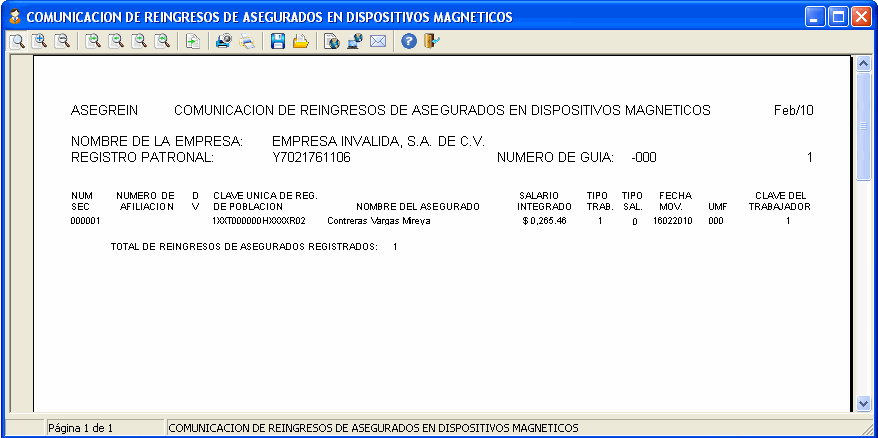 COMUNICACION DE REINGRESOS DE ASEGURADOS EN DISPOSITIVOS MAGNETICOS
ASEGREIN COMUNICACION DE REINGRESOS DE ASEGURADOS EN DISPOSITIVOS MAGNETICOS Feb/10
NOMBRE DE LA EMPRESA: EMPRESA INVALIDA, S.A. DE C.V.
REGISTRO PATRONAL: Y7021761106 NUMERO DE GUIA: -000 1
NUM NUMERO DE D CLAVE UNICA DE REG. SALARIO TIPO TIPO FECHA CLAVE DEL
SEC AFILIACION V DE POBLACION NOMBRE DEL ASEGURADO INTEGRADO TRAB. SAL. MOV. UMF TRABAJADOR
000001 1XXT000000HXXXXR02 Contreras Vargas Mireya $ 0,265.46 1 0 16022010 000 1
TOTAL DE REINGRESOS DE ASEGURADOS REGISTRADOS: 1
Página 1 de 1 COMUNICACION DE REINGRESOS DE ASEGURADOS EN DISPOSITIVOS MAGNETICOS